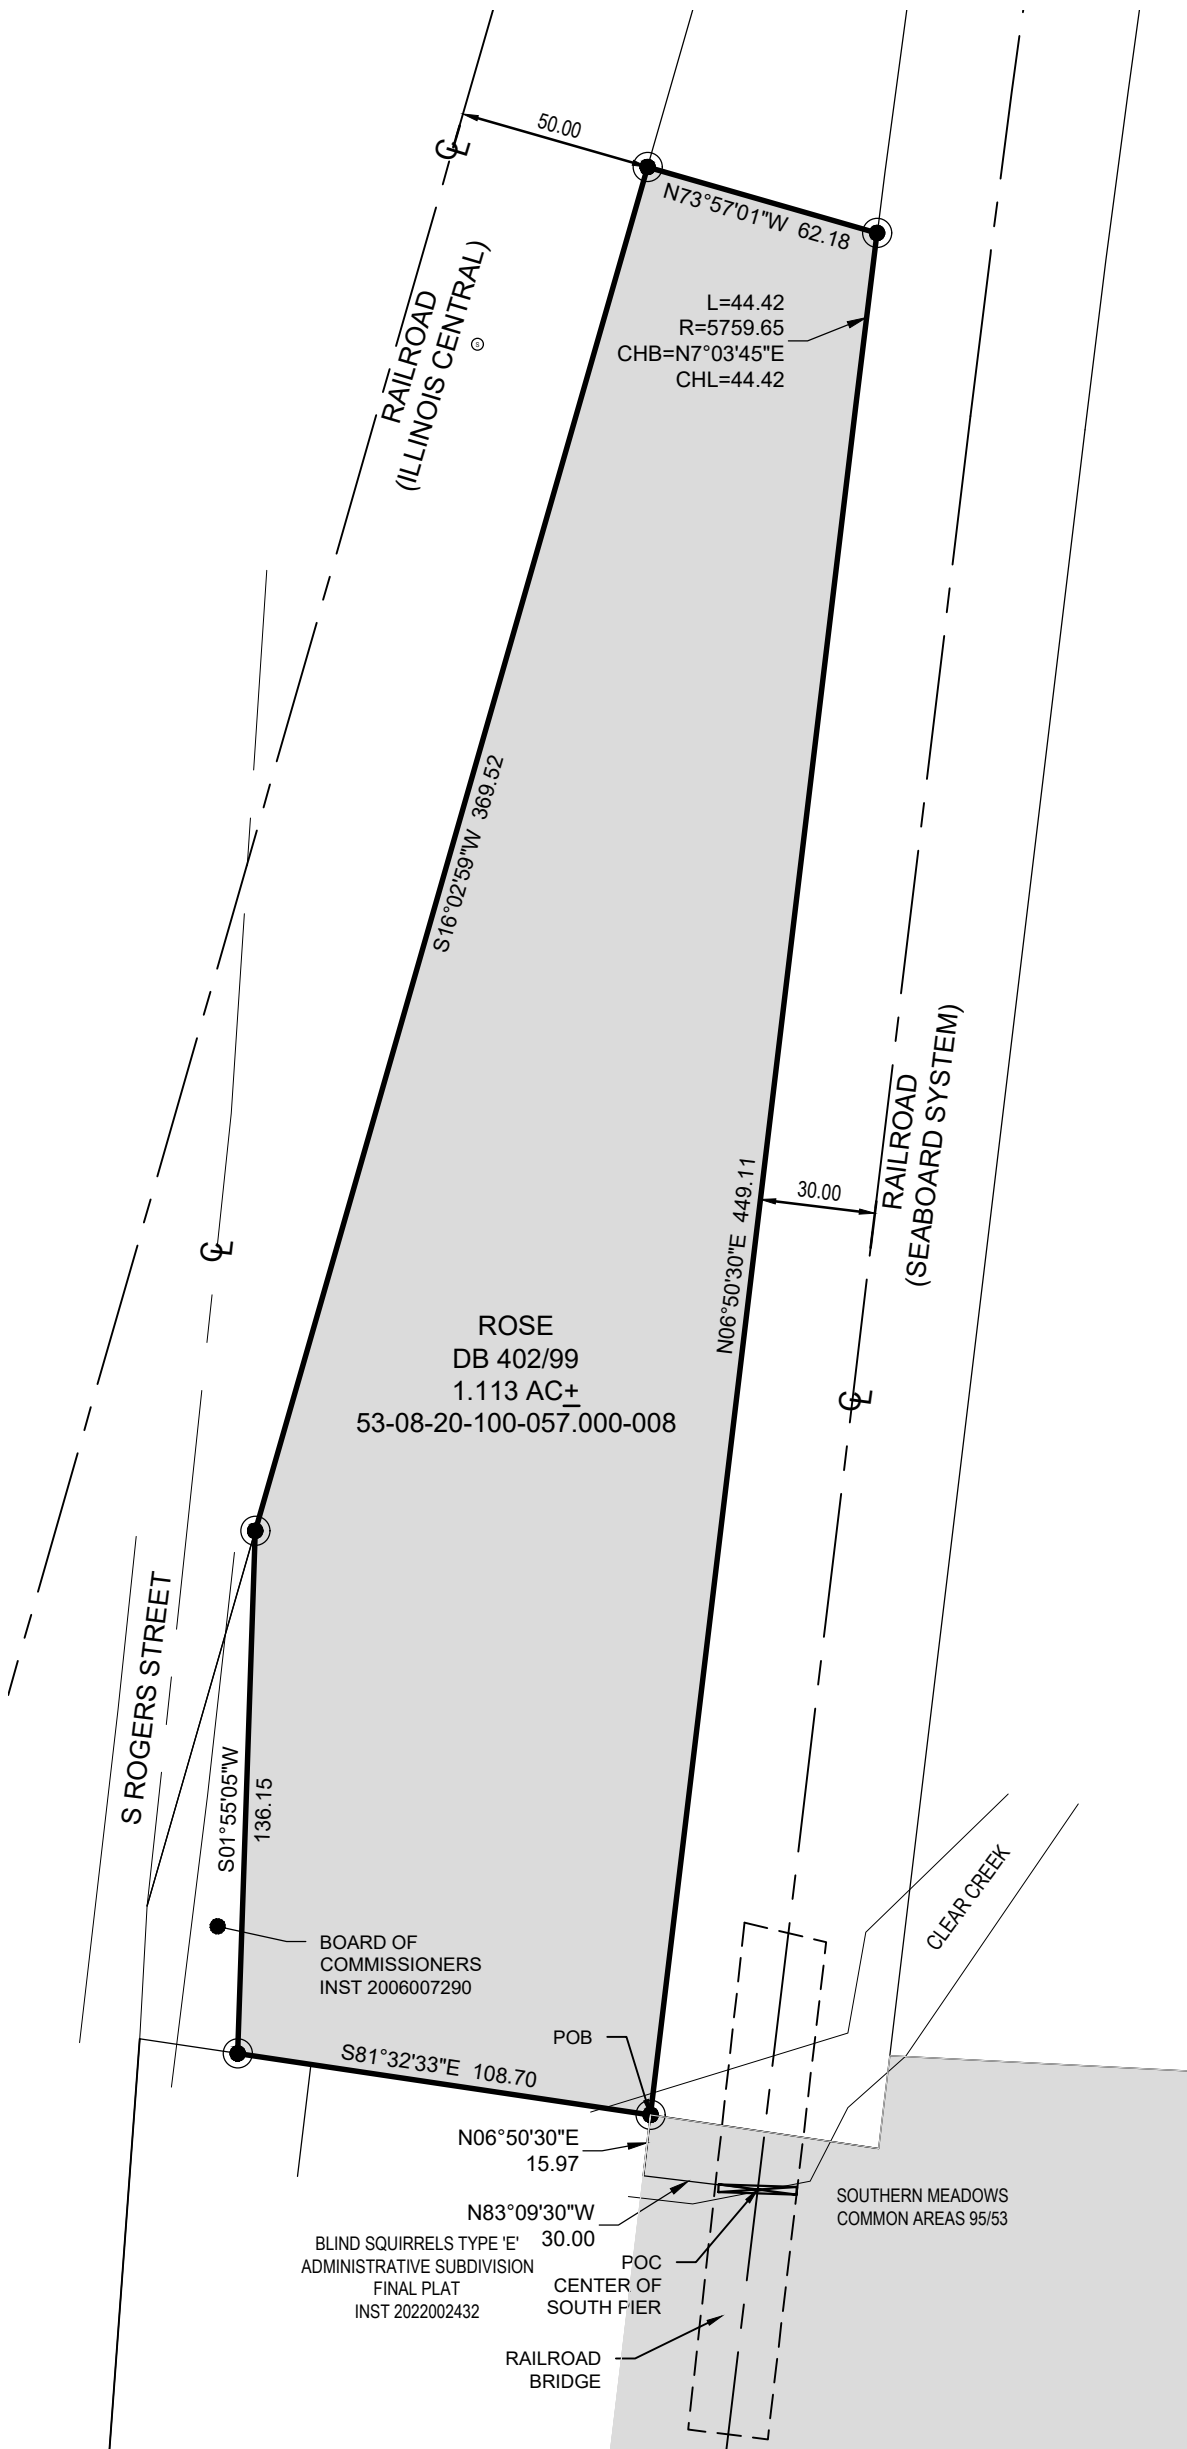 50.00
CL
N73°57'01"W 62.18
RAILROAD
(ILLINOIS CENTRAL)
S
L=44.42
R=5759.65
CHB=N7°03'45"E
CHL=44.42
S16°02'59"W 369.52
RAILROAD
(SEABOARD SYSTEM)
N06°50'30"E 449.11
30.00
CL
ROSE
DB 402/99
1.113 AC±
53-08-20-100-057.000-008
CL
S ROGERS STREET
S01°55'05"W
136.15
CLEAR CREEK
BOARD OF
COMMISSIONERS
INST 2006007290
POB
S81°32'33"E 108.70
N06°50'30"E
15.97
N83°09'30"W
30.00
SOUTHERN MEADOWS
COMMON AREAS 95/53
BLIND SQUIRRELS TYPE 'E'
ADMINISTRATIVE SUBDIVISION
FINAL PLAT
INST 2022002432
POC
CENTER OF
SOUTH PIER
RAILROAD
BRIDGE